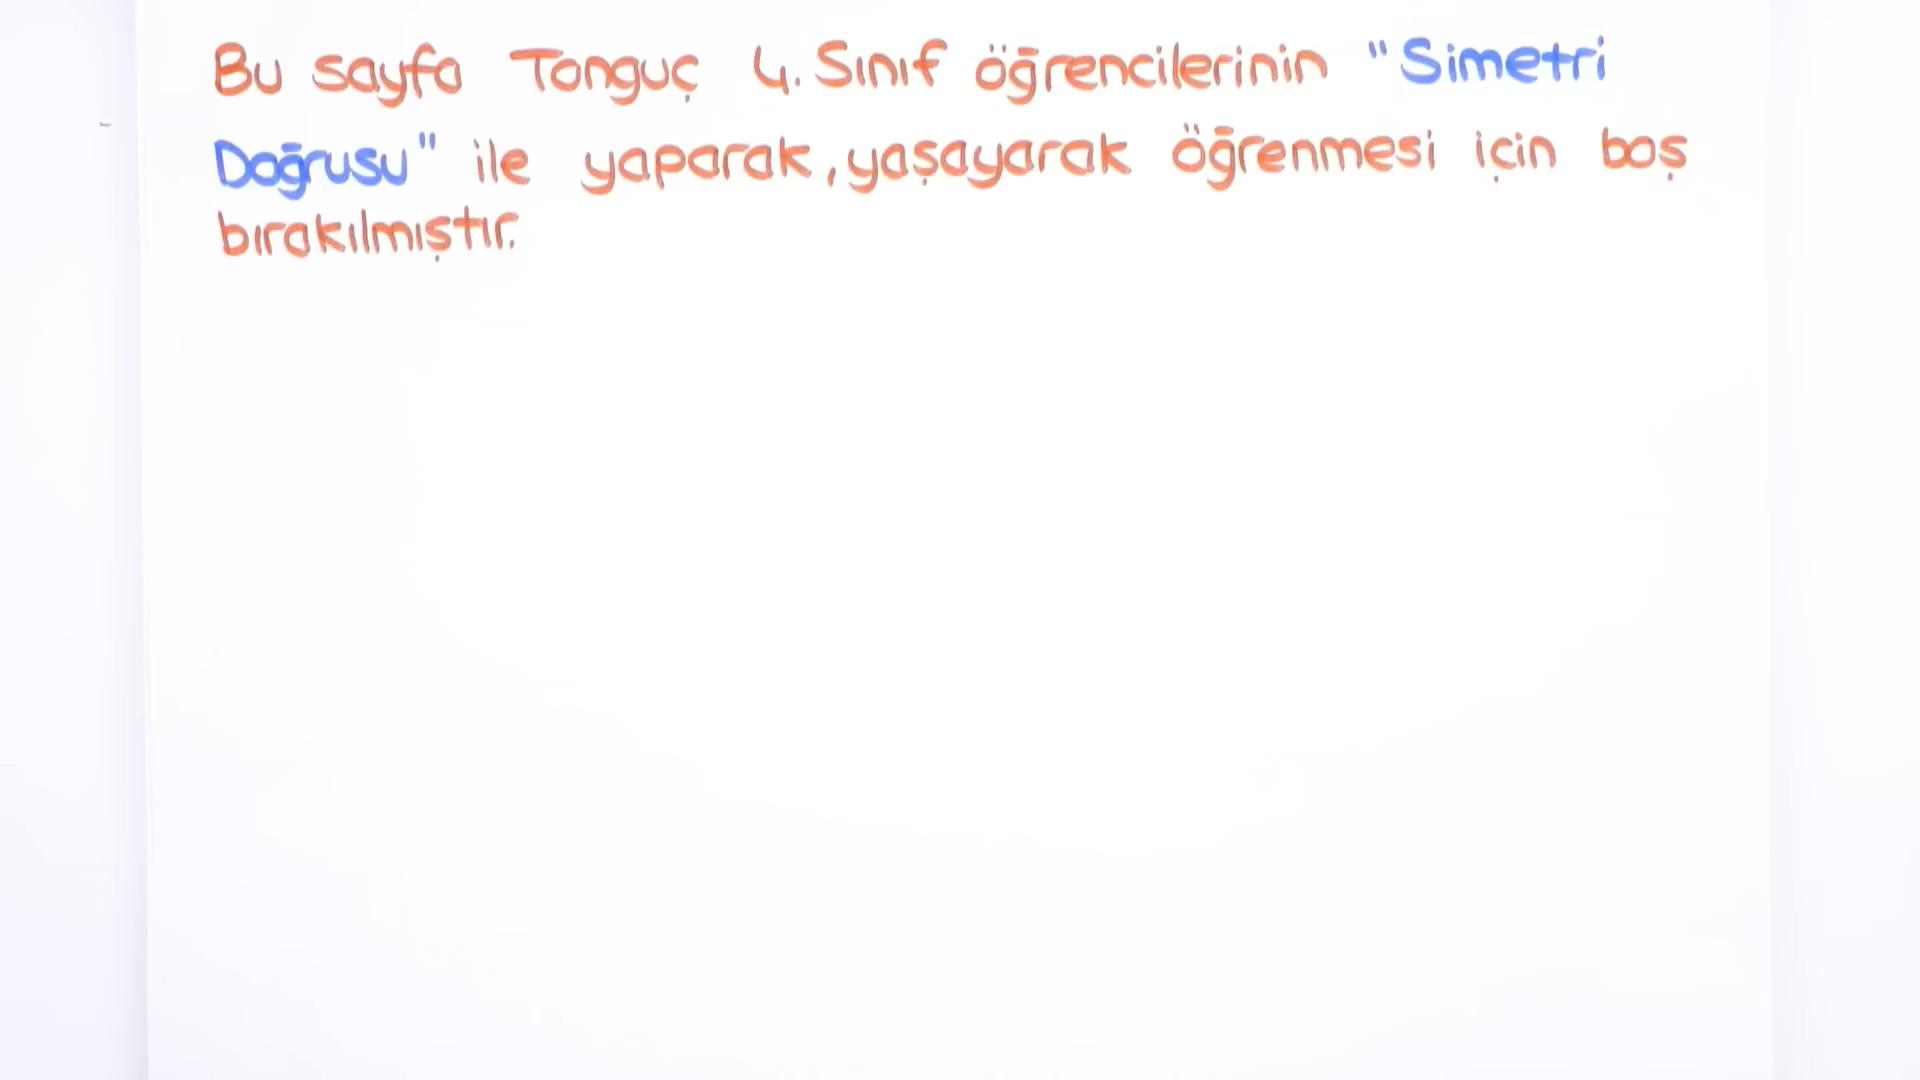 Bu sayfa Tonguç 4. Sınıf öğrencilerinin "Simetri
Doğrusu" ile yaparak, yaşayarak öğrenmesi için boş
bırakılmıştır.